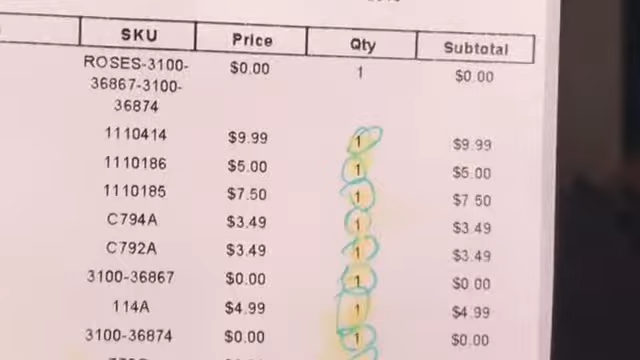 SKU Price Qty Subtotal
ROSES-3100- $0.00 1 $0.00
36867-3100-
36874
1110414 $9.99 1 $9.99
1110186 $5.00 1 $5.00
1110185 $7.50 1 $7.50
C794A $3.49 1 $3.49
C792A $3.49 1 $3.49
3100-36867 $0.00 1 $0.00
114A $4.99 1 $4.99
3100-36874 $0.00 1 $0.00